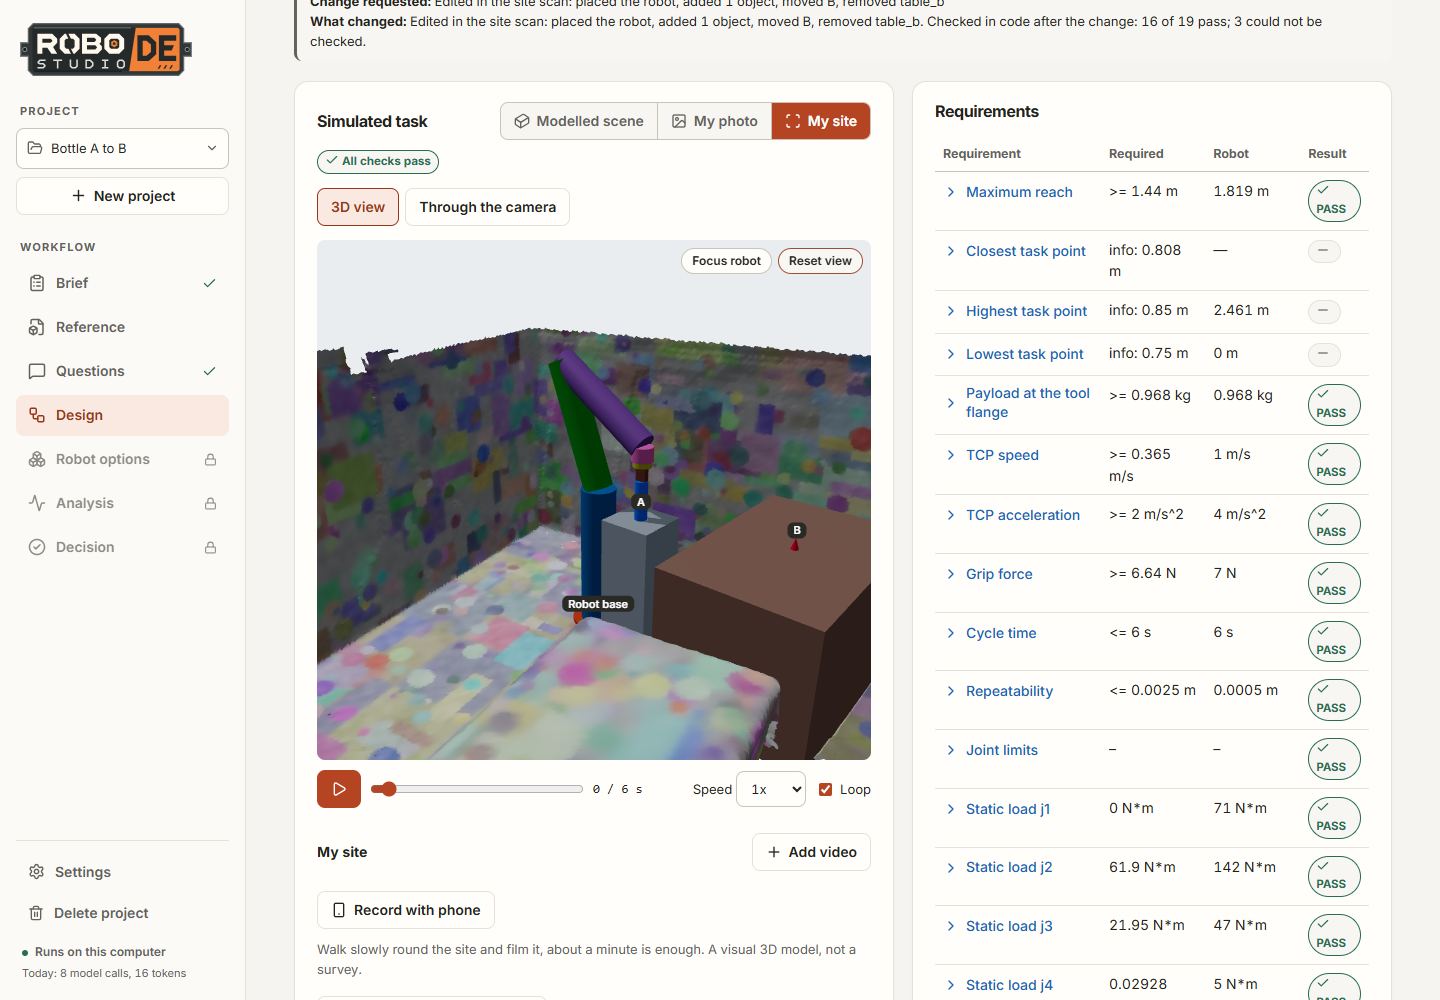 ROBO DE
STUDIO
PROJECT
Bottle A to B
New project
WORKFLOW
Brief
Reference
Questions
Design
Robot options
Analysis
Decision
Settings
Delete project
Runs on this computer
Today: 8 model calls, 16 tokens
Change requested: Edited in the site scan: placed the robot, added 1 object, moved B, removed table_b
What changed: Edited in the site scan: placed the robot, added 1 object, moved B, removed table_b. Checked in code after the change: 16 of 19 pass; 3 could not be
checked.
Simulated task
Modelled scene
My photo
My site
All checks pass
3D view
Through the camera
Focus robot
Reset view
A
B
Robot base
0 / 6 s
Speed
1x
Loop
My site
Add video
Record with phone
Walk slowly round the site and film it, about a minute is enough. A visual 3D model, not a
survey.
Requirements
Requirement Required Robot Result
Maximum reach >= 1.44 m 1.819 m PASS
Closest task point info: 0.808 m — –
Highest task point info: 0.85 m 2.461 m –
Lowest task point info: 0.75 m 0 m –
Payload at the tool flange >= 0.968 kg 0.968 kg PASS
TCP speed >= 0.365 m/s 1 m/s PASS
TCP acceleration >= 2 m/s^2 4 m/s^2 PASS
Grip force >= 6.64 N 7 N PASS
Cycle time <= 6 s 6 s PASS
Repeatability <= 0.0025 m 0.0005 m PASS
Joint limits – – PASS
Static load j1 0 N*m 71 N*m PASS
Static load j2 61.9 N*m 142 N*m PASS
Static load j3 21.95 N*m 47 N*m PASS
Static load j4 0.02928 5 N*m PASS